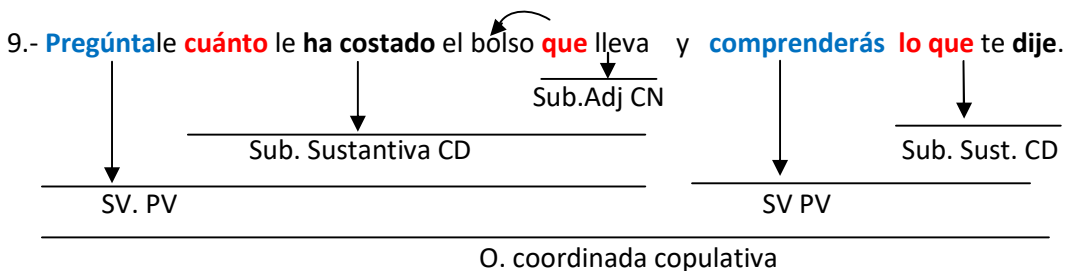 9.- Pregúntale cuánto le ha costado el bolso que lleva y comprenderás lo que te dije.
Sub.Adj CN
Sub. Sustantiva CD Sub. Sust. CD
SV. PV SV PV
O. coordinada copulativa